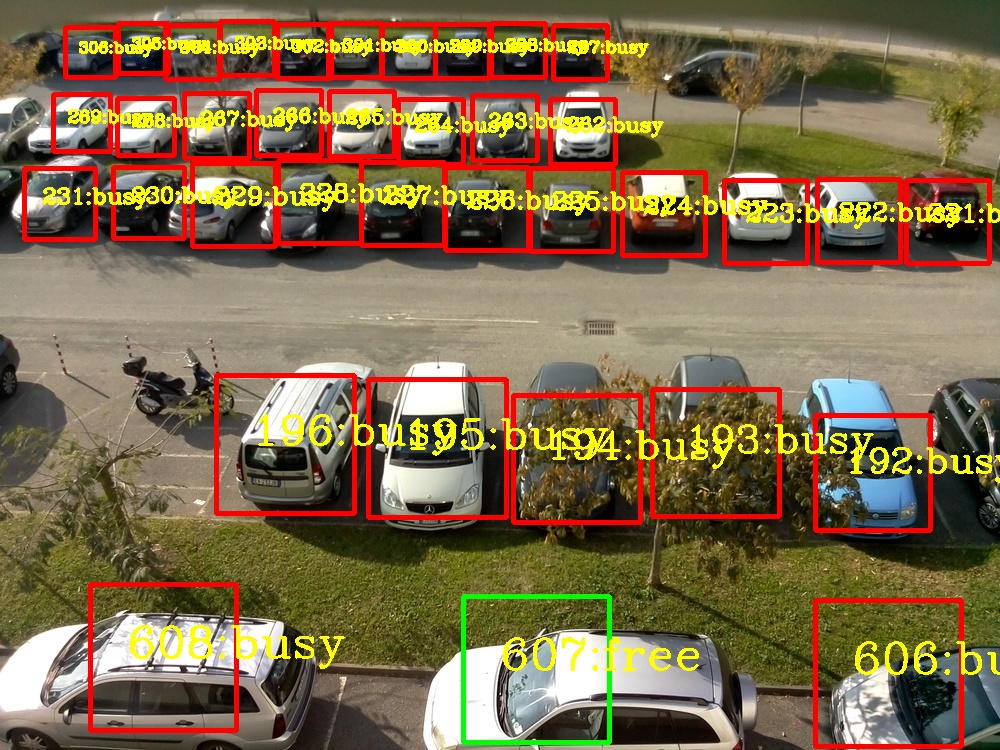 306:busy 305:busy 304:busy 303:busy 302:busy 301:busy 300:busy 299:busy 298:busy 297:busy
269:busy 268:busy 267:busy 266:busy 265:busy 264:busy 263:busy 262:busy
231:busy 230:busy 229:busy 228:busy 227:busy 226:busy 225:busy 224:busy 223:busy 222:busy 221:b
196:busy 195:busy 194:busy 193:busy 192:busy
608:busy 607:free 606:bu